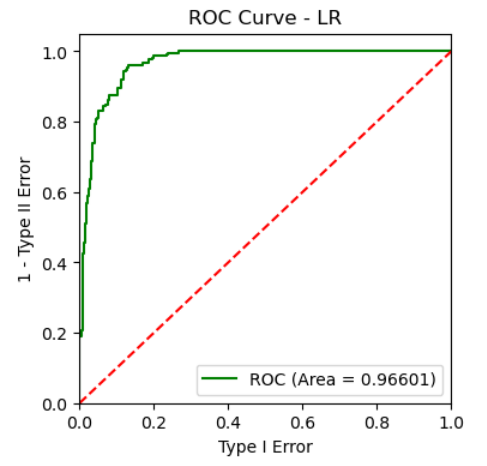 ROC Curve - LR
1.0
0.8
0.6
0.4
0.2
0.0
1 - Type II Error
ROC (Area = 0.96601)
0.0 0.2 0.4 0.6 0.8 1.0
Type I Error